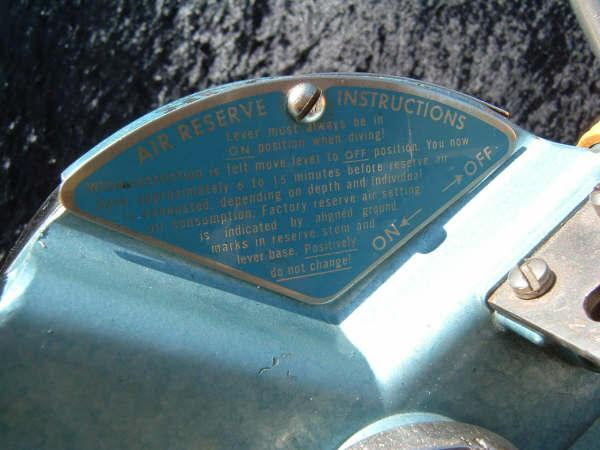 AIR RESERVE INSTRUCTIONS
Lever must always be in
ON position when diving!
When restriction is felt move lever to OFF position. You now
have approximately 6 to 15 minutes before reserve air
is exhausted, depending on depth and individual
air consumption. Factory reserve air setting
is indicated by aligned ground
marks in reserve stem and
lever base. Positively
do not change!
OFF
ON